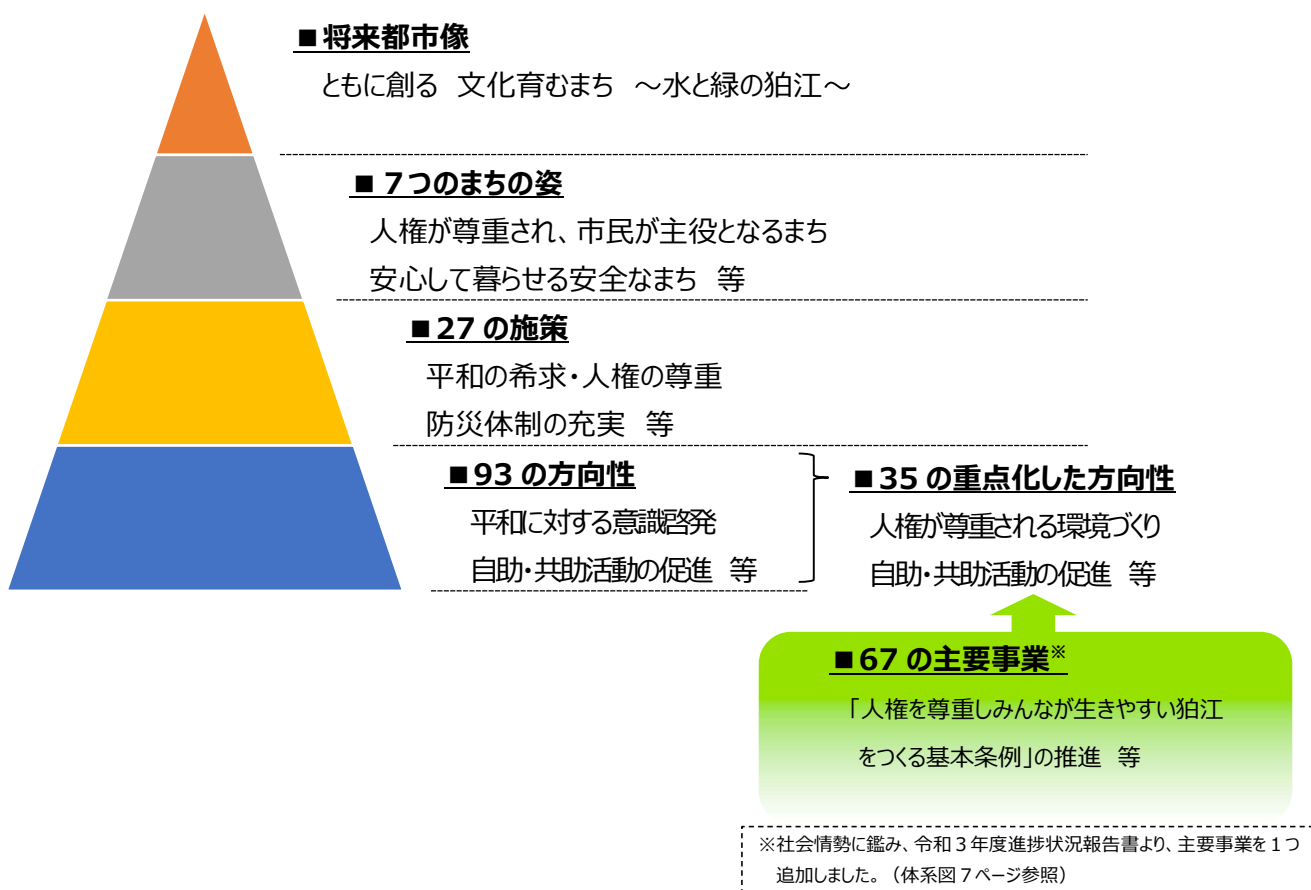 ■将来都市像
ともに創る 文化育むまち ～水と緑の狛江～
■７つのまちの姿
人権が尊重され、市民が主役となるまち
安心して暮らせる安全なまち 等
■27 の施策
平和の希求・人権の尊重
防災体制の充実 等
■93 の方向性
平和に対する意識啓発
自助・共助活動の促進 等
■35 の重点化した方向性
人権が尊重される環境づくり
自助・共助活動の促進 等
■67 の主要事業※
「人権を尊重しみんなが生きやすい狛江
をつくる基本条例」の推進 等
※社会情勢に鑑み、令和３年度進捗状況報告書より、主要事業を１つ
追加しました。（体系図７ページ参照）